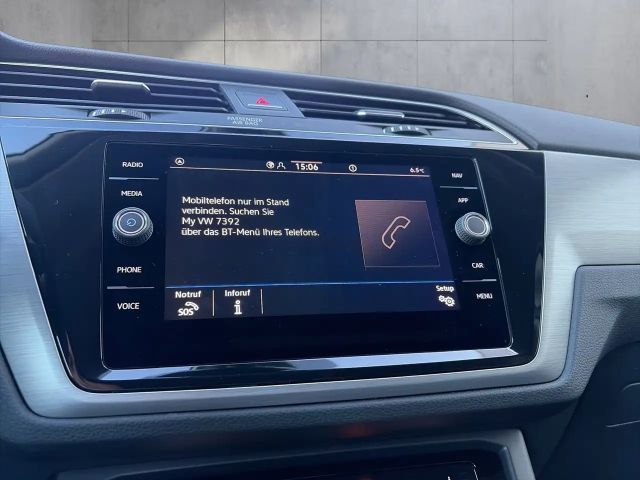 PASSENGER
AIR BAG
RADIO
MEDIA
PHONE
VOICE
15:06
6.5°C
Mobiltelefon nur im Stand
verbinden. Suchen Sie
My VW 7392
über das BT-Menü Ihres Telefons.
Notruf
SOS
Inforuf
i
Setup
NAV
APP
CAR
MENU